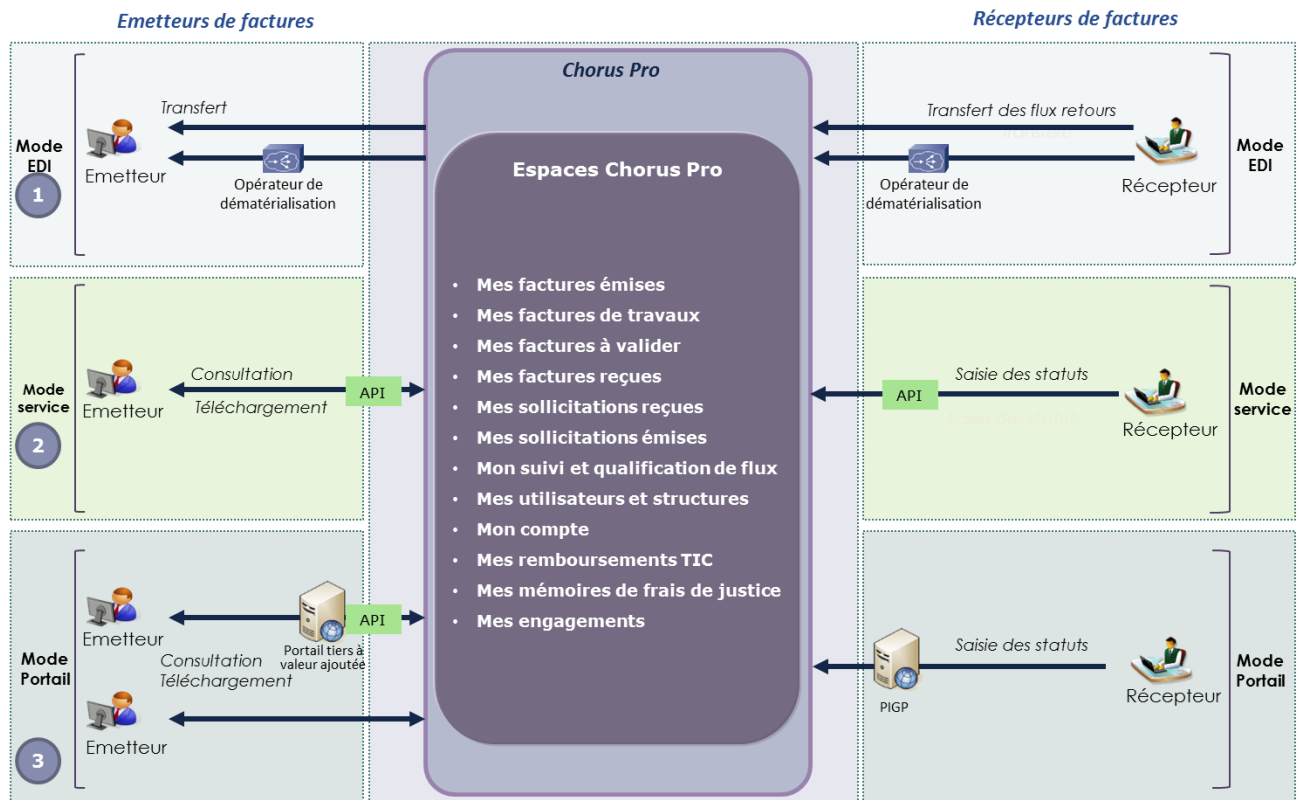 Emetteurs de factures
Récepteurs de factures
Chorus Pro
Mode
EDI
1
Emetteur
Transfert
Opérateur de
dématérialisation
Espaces Chorus Pro
• Mes factures émises
• Mes factures de travaux
• Mes factures à valider
• Mes factures reçues
• Mes sollicitations reçues
• Mes sollicitations émises
• Mon suivi et qualification de flux
• Mes utilisateurs et structures
• Mon compte
• Mes remboursements TIC
• Mes mémoires de frais de justice
• Mes engagements
Transfert des flux retours
Opérateur de
dématérialisation
Récepteur
Mode
EDI
Mode
service
2
Emetteur
Consultation
Téléchargement
API
API
Saisie des statuts
Saisie des statuts
Récepteur
Mode
service
Mode
Portail
3
Emetteur
Portail tiers à
valeur ajoutée
API
Consultation
Téléchargement
Emetteur
PIGP
Saisie des statuts
Récepteur
Mode
Portail